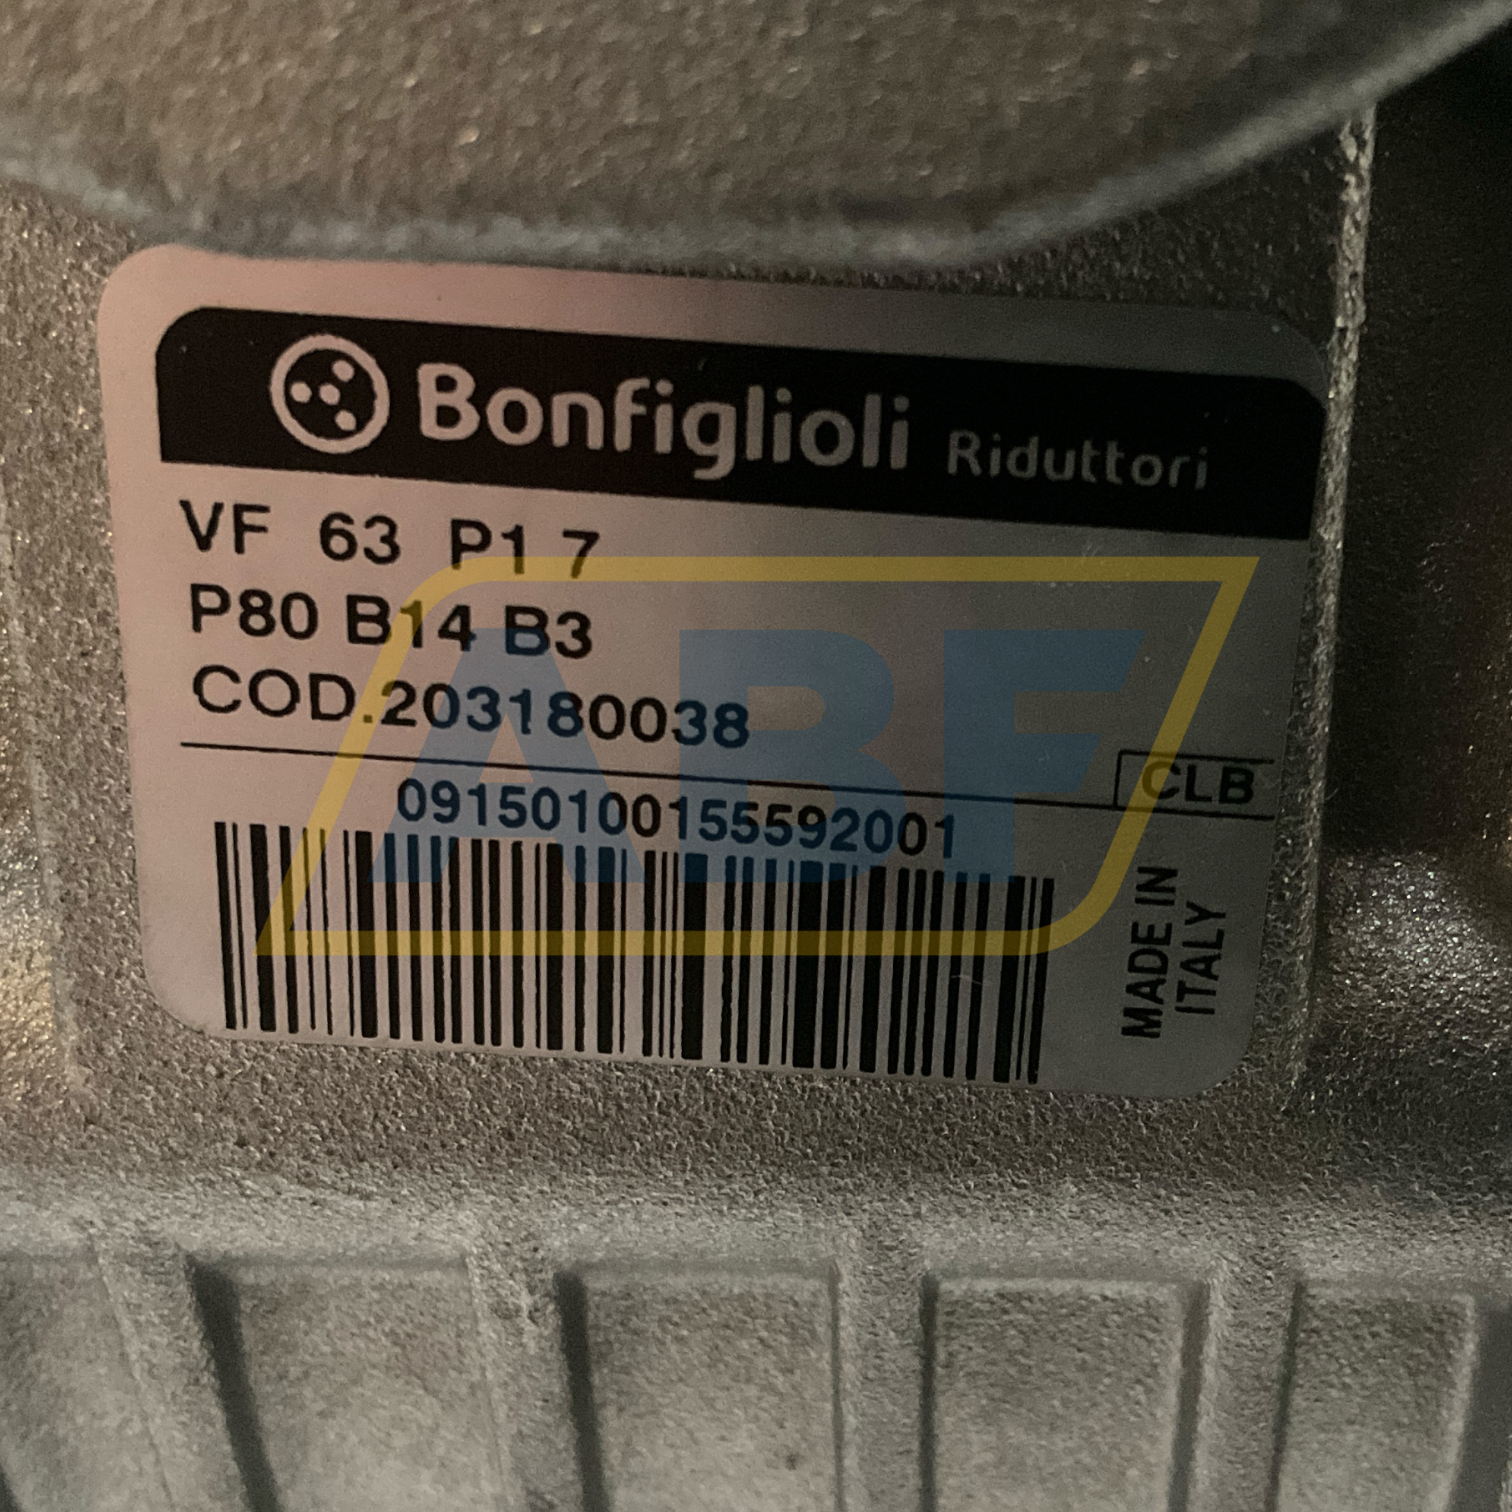 Bonfiglioli Riduttori
VF 63 P1 7
P80 B14 B3
COD.203180038
CLB
09150100155592001
MADE IN
ITALY
ABF